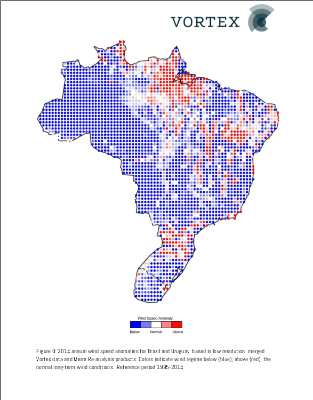 VORTEX
Wind Speed Anomaly
Below Normal Above
Figure 8: 2014 annual wind speed anomalies for Brasil and Uruguay based in low resolution merged
Vortex data and Merra Re-analysis products. Colors indicate wind regime below (blue), above (red) the
normal long-term wind conditions. Reference period 1995-2014